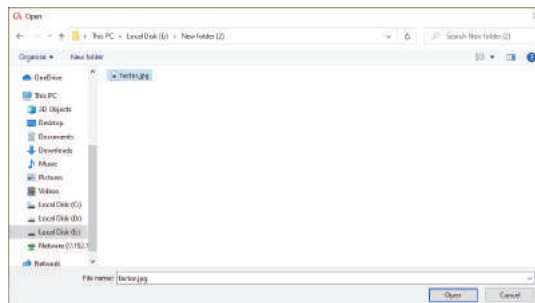 Open
This PC > Local Disk (E:) > New folder (2)
Search New folder (2)
Organize
New folder
factor.jpg
OneDrive
This PC
3D Objects
Desktop
Documents
Downloads
Music
Pictures
Videos
Local Disk (C:)
Local Disk (D:)
Local Disk (E:)
Network
File name: factor.jpg
Open
Cancel